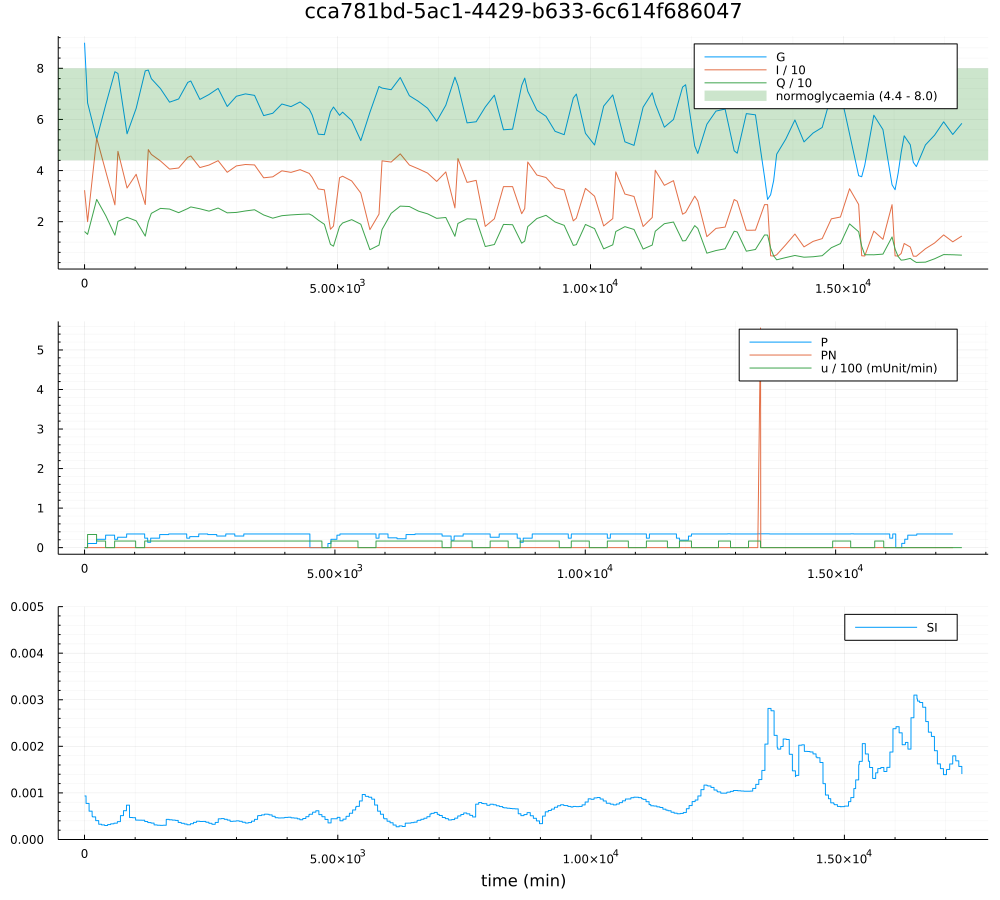 cca781bd-5ac1-4429-b633-6c614f686047
G
I / 10
Q / 10
normoglycaemia (4.4 - 8.0)
8
6
4
2
0
5.00×10³
1.00×10⁴
1.50×10⁴
P
PN
u / 100 (mUnit/min)
5
4
3
2
1
0
0
5.00×10³
1.00×10⁴
1.50×10⁴
SI
0.005
0.004
0.003
0.002
0.001
0.000
0
5.00×10³
1.00×10⁴
1.50×10⁴
time (min)